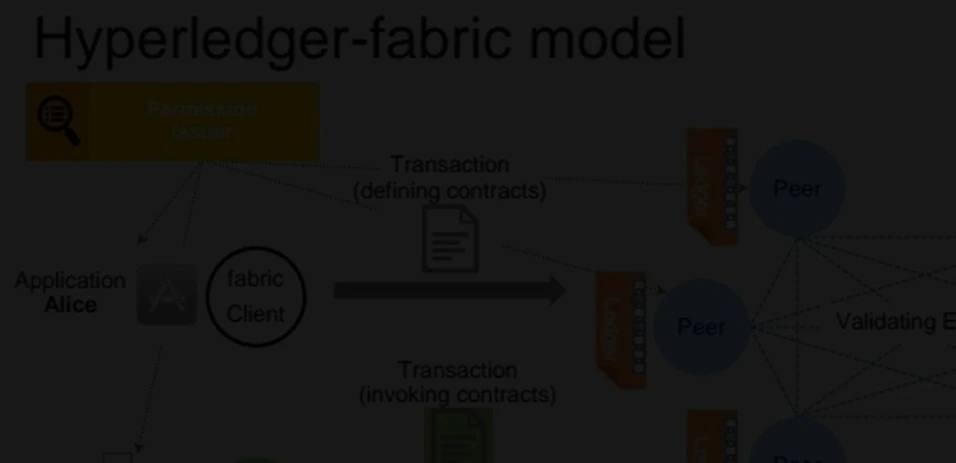 Hyperledger-fabric model
Permission
Issuer
Transaction
(defining contracts)
Ledger
Peer
Application
Alice
fabric
Client
Ledger
Peer
Validating E
Transaction
(invoking contracts)
Peer